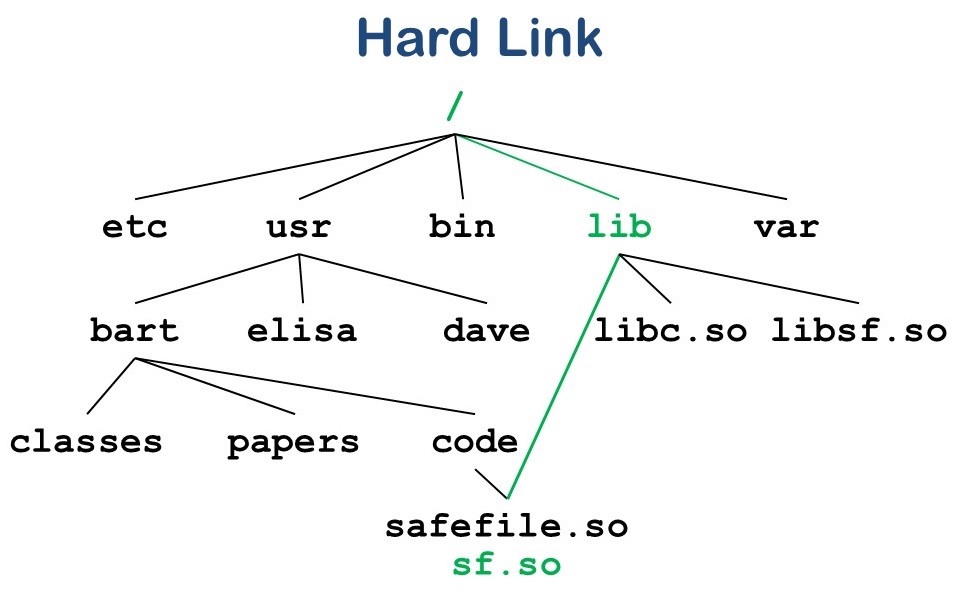 Hard Link
/
etc usr bin lib var
bart elisa dave libc.so libsf.so
classes papers code
safefile.so
sf.so